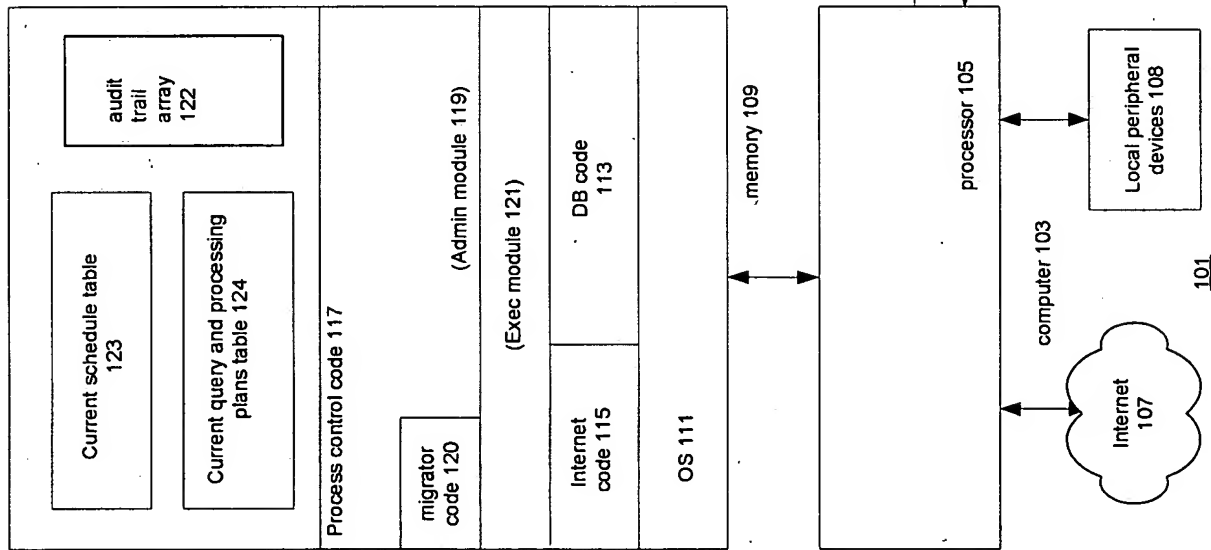 Current schedule table
123
audit
trail
array
122
Current query and processing
plans table 124
Process control code 117
(Admin module 119)
migrator
code 120
(Exec module 121)
Internet
code 115
DB code
113
OS 111
memory 109
processor 105
computer 103
Internet
107
Local peripheral
devices 108
101